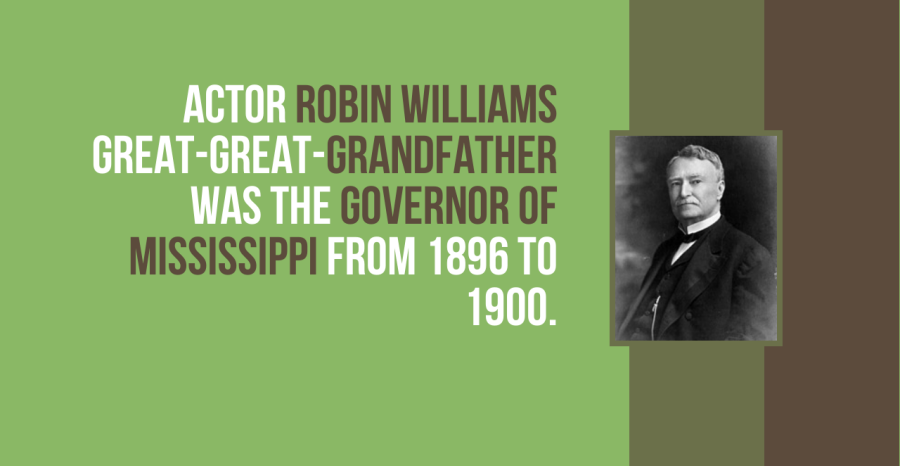 ACTOR ROBIN WILLIAMS
GREAT-GREAT-GRANDFATHER
WAS THE GOVERNOR OF
MISSISSIPPI FROM 1896 TO
1900.